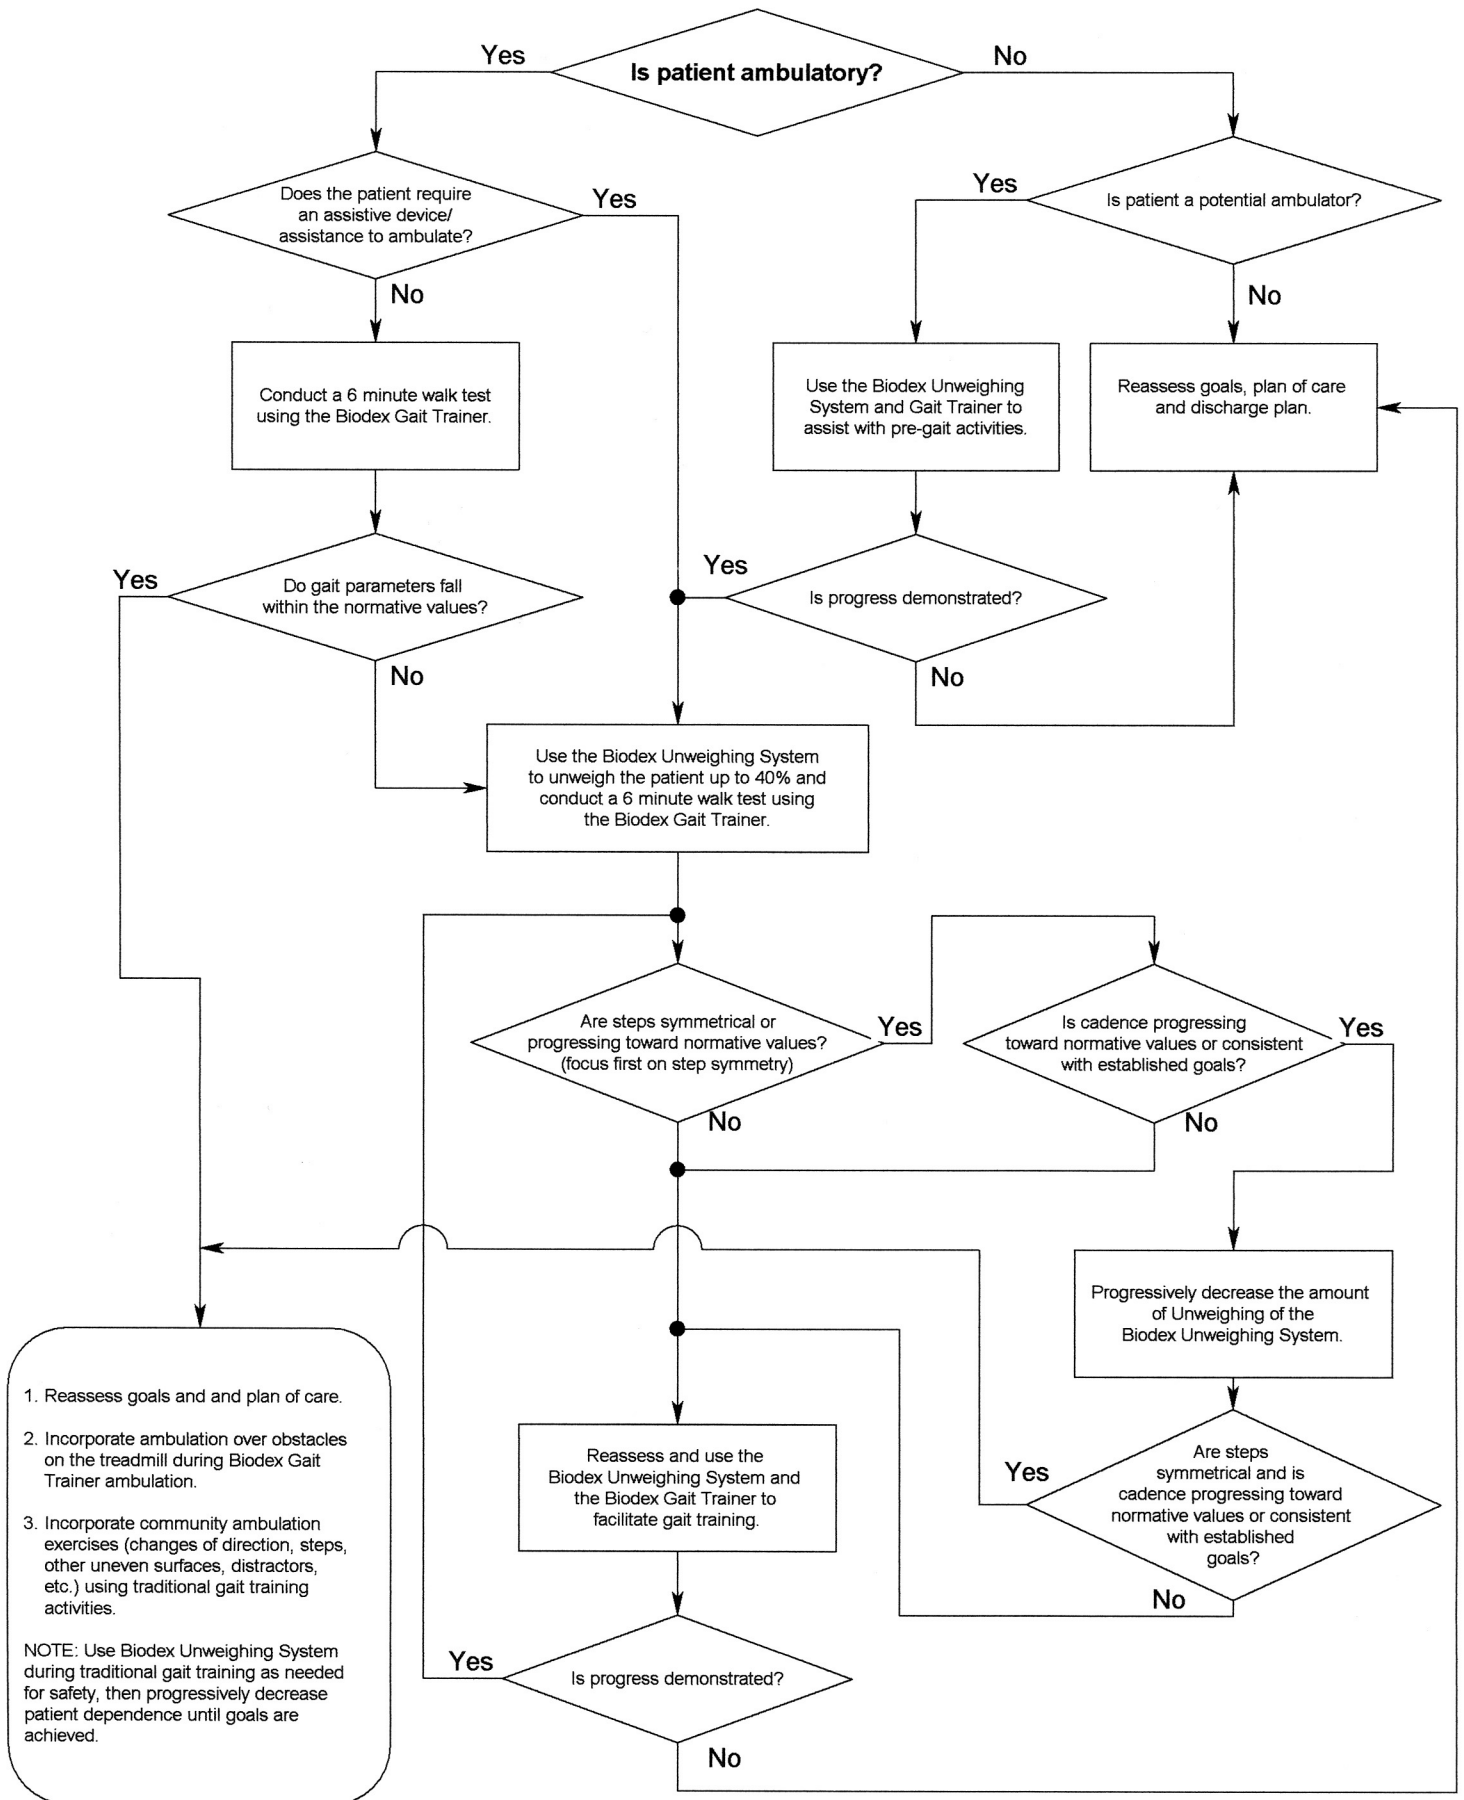 Is patient ambulatory?
Yes
No
Does the patient require
an assistive device/
assistance to ambulate?
Yes
No
Is patient a potential ambulator?
Yes
No
Conduct a 6 minute walk test
using the Biodex Gait Trainer.
Use the Biodex Unweighing
System and Gait Trainer to
assist with pre-gait activities.
Reassess goals, plan of care
and discharge plan.
Do gait parameters fall
within the normative values?
Yes
No
Is progress demonstrated?
Yes
No
Use the Biodex Unweighing System
to unweigh the patient up to 40% and
conduct a 6 minute walk test using
the Biodex Gait Trainer.
Are steps symmetrical or
progressing toward normative values?
(focus first on step symmetry)
Yes
No
Is cadence progressing
toward normative values or consistent
with established goals?
Yes
No
Progressively decrease the amount
of Unweighing of the
Biodex Unweighing System.
Are steps
symmetrical and is
cadence progressing toward
normative values or consistent
with established
goals?
Yes
No
Reassess and use the
Biodex Unweighing System and
the Biodex Gait Trainer to
facilitate gait training.
Is progress demonstrated?
Yes
No
1. Reassess goals and and plan of care.
2. Incorporate ambulation over obstacles
on the treadmill during Biodex Gait
Trainer ambulation.
3. Incorporate community ambulation
exercises (changes of direction, steps,
other uneven surfaces, distractors,
etc.) using traditional gait training
activities.
NOTE: Use Biodex Unweighing System
during traditional gait training as needed
for safety, then progressively decrease
patient dependence until goals are
achieved.